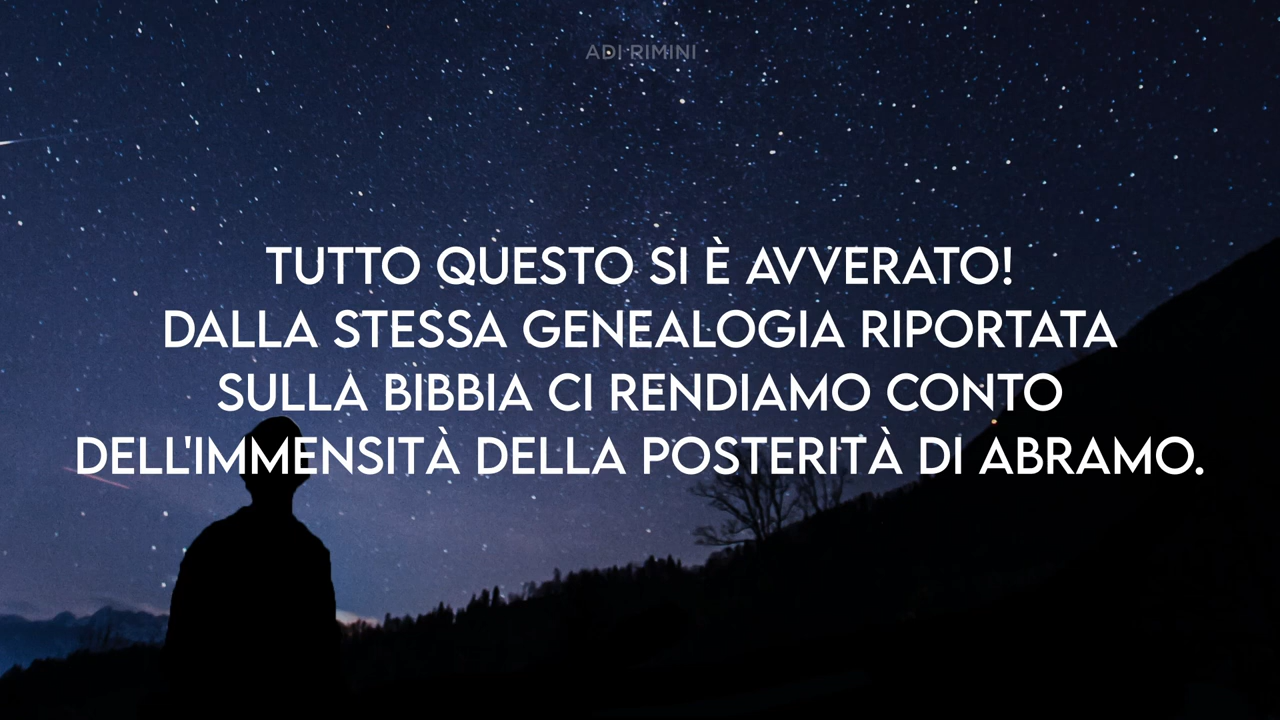 ADI RIMINI
TUTTO QUESTO SI È AVVERATO!
DALLA STESSA GENEALOGIA RIPORTATA
SULLA BIBBIA CI RENDIAMO CONTO
DELL'IMMENSITÀ DELLA POSTERITÀ DI ABRAMO.